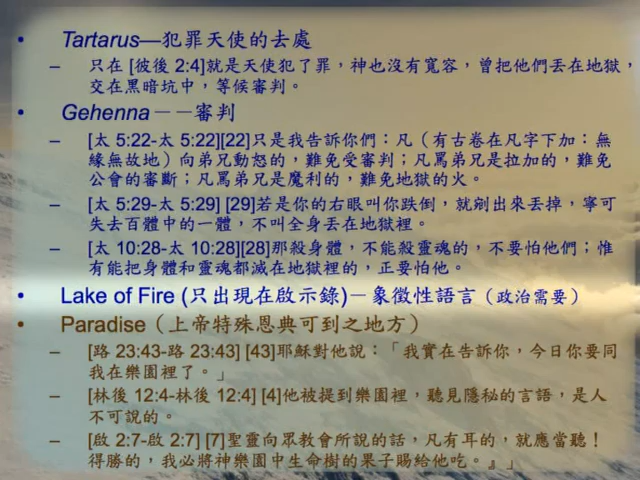 • Tartarus—犯罪天使的去處
– 只在 [彼後 2:4]就是天使犯了罪，神也沒有寬容，曾把他們丟在地獄，
交在黑暗坑中，等候審判。
• Gehenna－－審判
– [太 5:22-太 5:22][22]只是我告訴你們：凡（有古卷在凡字下加：無
緣無故地）向弟兄動怒的，難免受審判；凡罵弟兄是拉加的，難免
公會的審斷；凡罵弟兄是魔利的，難免地獄的火。
– [太 5:29-太 5:29] [29]若是你的右眼叫你跌倒，就剜出來丟掉，寧可
失去百體中的一體，不叫全身丟在地獄裡。
– [太 10:28-太 10:28][28]那殺身體，不能殺靈魂的，不要怕他們；惟
有能把身體和靈魂都滅在地獄裡的，正要怕他。
• Lake of Fire (只出現在啟示錄)－象徵性語言（政治需要）
• Paradise（上帝特殊恩典可到之地方）
– [路 23:43-路 23:43] [43]耶穌對他說：「我實在告訴你，今日你要同
我在樂園裡了。」
– [林後 12:4-林後 12:4] [4]他被提到樂園裡，聽見隱秘的言語，是人
不可說的。
– [啟 2:7-啟 2:7] [7]聖靈向眾教會所說的話，凡有耳的，就應當聽！
得勝的，我必將神樂園中生命樹的果子賜給他吃。』」